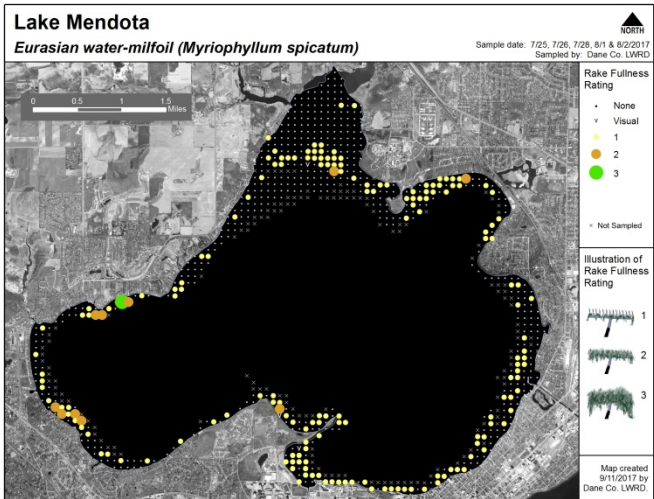 Lake Mendota
Eurasian water-milfoil (Myriophyllum spicatum)
NORTH
Sample date: 7/25, 7/26, 7/28, 8/1 & 8/2/2017
Sampled by: Dane Co. LWRD
0 0.5 1 1.5
Miles
Rake Fullness
Rating
None
Visual
1
2
3
Not Sampled
Illustration of
Rake Fullness
Rating
1
2
3
Map created
9/11/2017 by
Dane Co. LWRD.